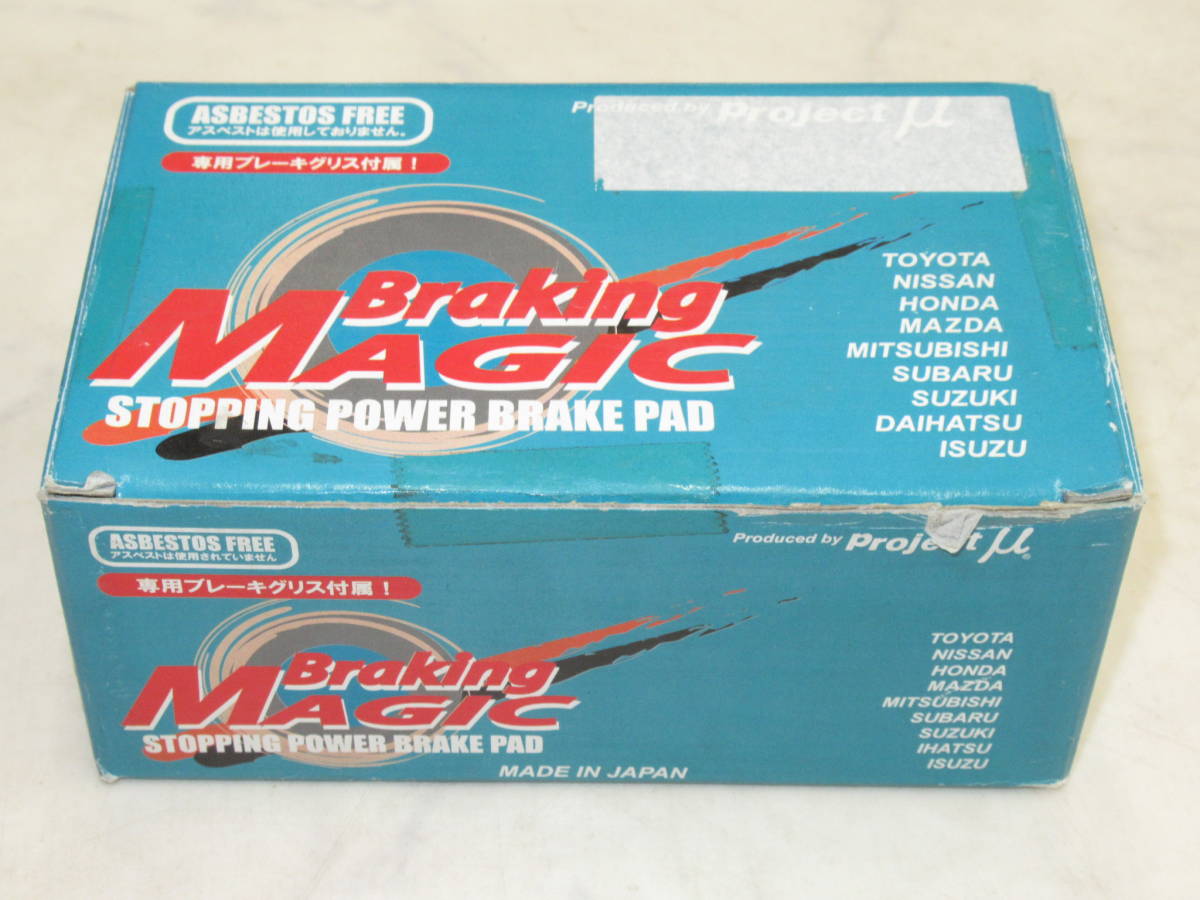 ASBESTOS FREE
アスベストは使用しておりません。
専用ブレーキグリス付属！
Produced by Project μ
Braking
MAGIC
STOPPING POWER BRAKE PAD
TOYOTA
NISSAN
HONDA
MAZDA
MITSUBISHI
SUBARU
SUZUKI
DAIHATSU
ISUZU
ASBESTOS FREE
アスベストは使用されていません
専用ブレーキグリス付属！
Produced by Project μ
Braking
MAGIC
STOPPING POWER BRAKE PAD
MADE IN JAPAN
TOYOTA
NISSAN
HONDA
MAZDA
MITSUBISHI
SUBARU
SUZUKI
IHATSU
ISUZU